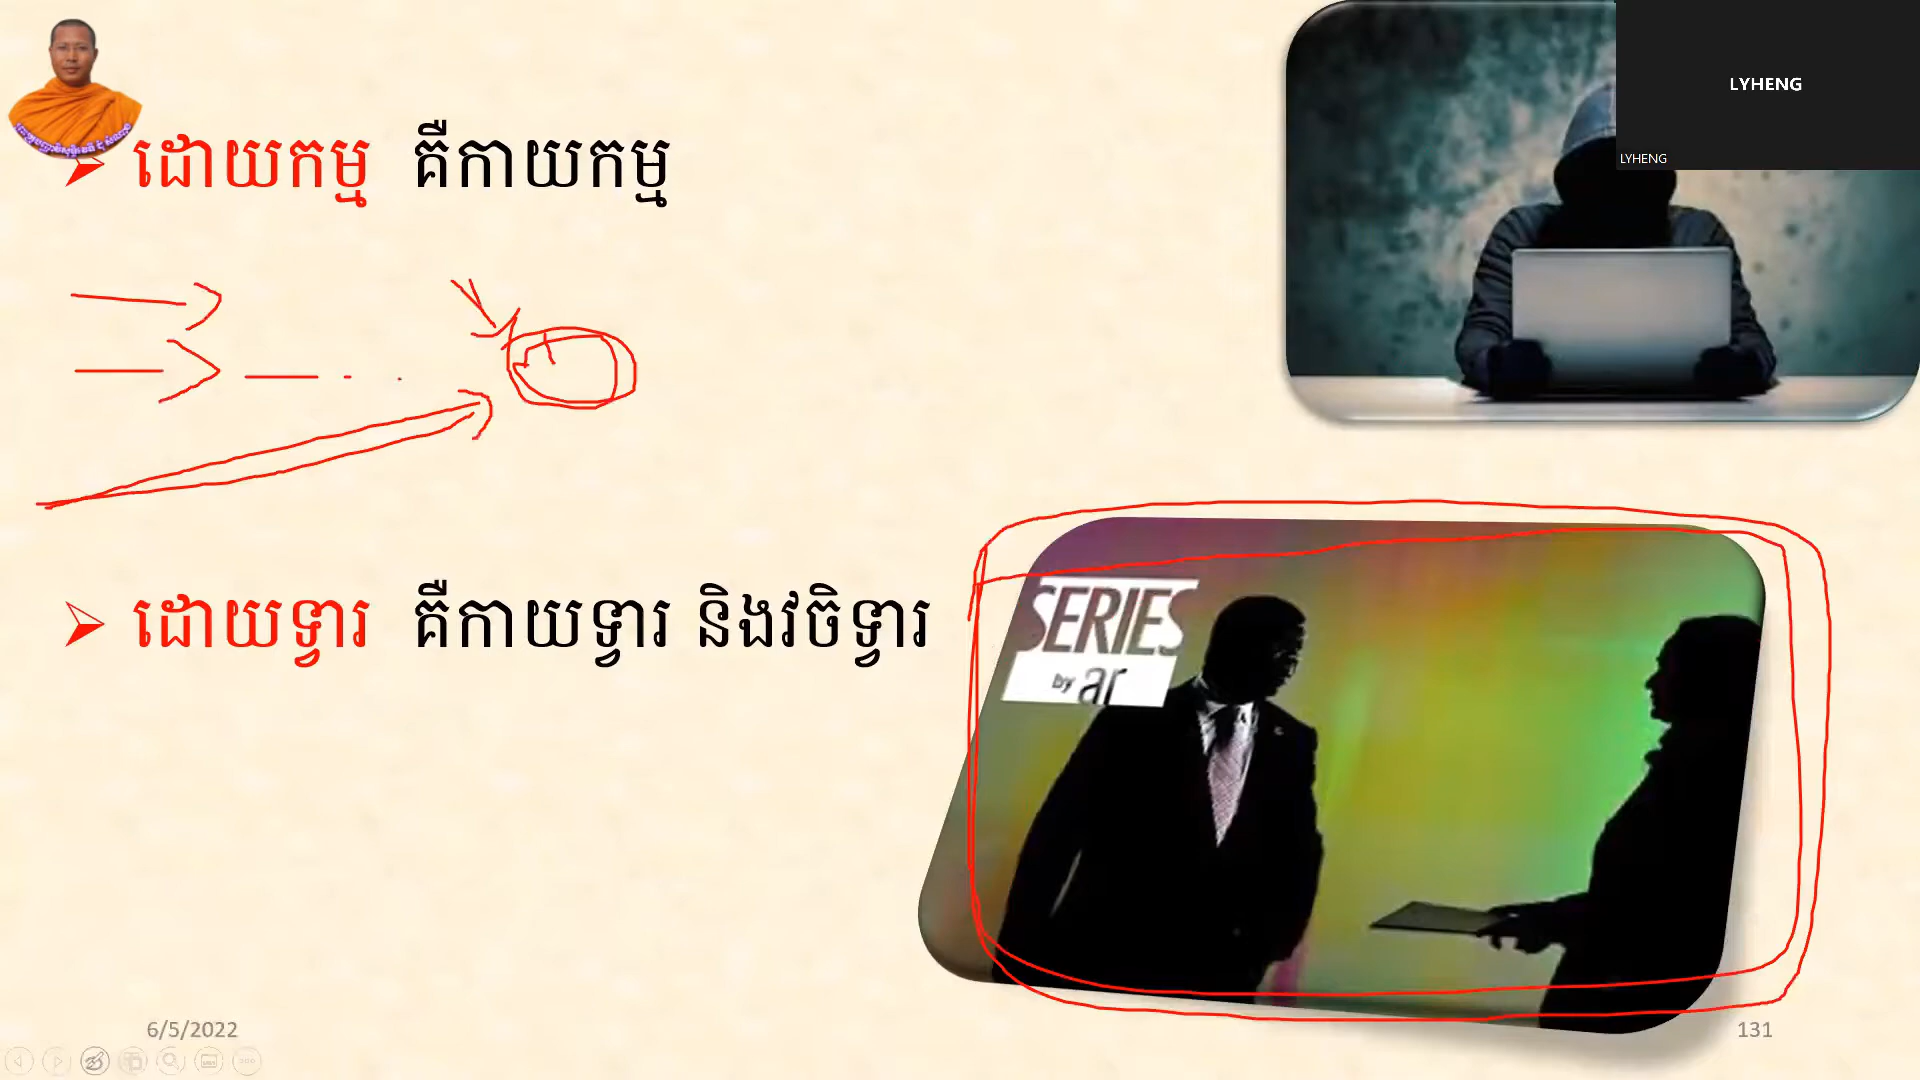 LYHENG
LYHENG
ដោយកម្ម គឺកាយកម្ម
ដោយទ្វារ គឺកាយទ្វារ និងវចិទ្វារ
SERIES
by ar
6/5/2022
131